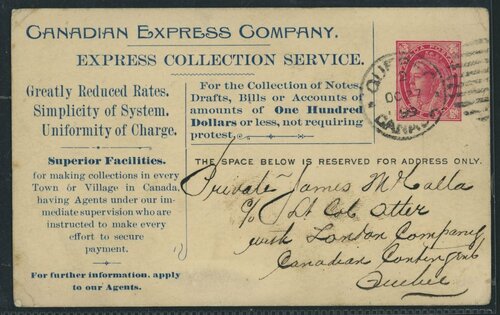 CANADIAN EXPRESS COMPANY.
EXPRESS COLLECTION SERVICE.
Greatly Reduced Rates.
Simplicity of System.
Uniformity of Charge.
Superior Facilities.
for making collections in every
Town or Village in Canada,
having Agents under our im-
mediate supervision who are
instructed to make every
effort to secure
payment.
For further information, apply
to our Agents.
For the Collection of Notes,
Drafts, Bills or Accounts of
amounts of One Hundred
Dollars or less, not requiring
protest.
THE SPACE BELOW IS RESERVED FOR ADDRESS ONLY.
Private James McCalla
c/o Lt Col Otter
with London Company
Canadian Contingent
Quebec
OC 27
99
CANADA